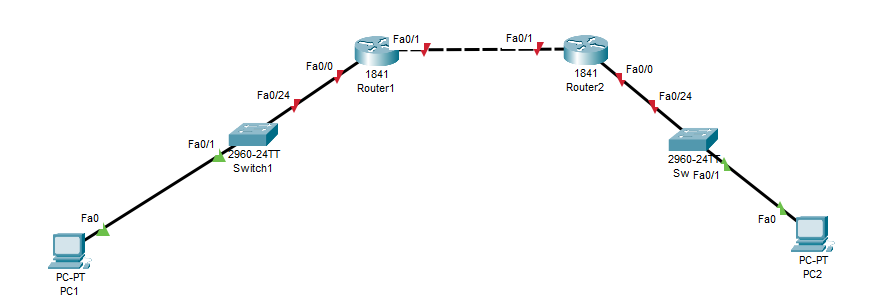 Fa0/1
Fa0/1
1841
Router1
1841
Router2
Fa0/0
Fa0/0
Fa0/24
Fa0/24
Fa0/1
2960-24TT
Switch1
2960-24TT
Sw
Fa0/1
Fa0
Fa0
PC-PT
PC1
PC-PT
PC2